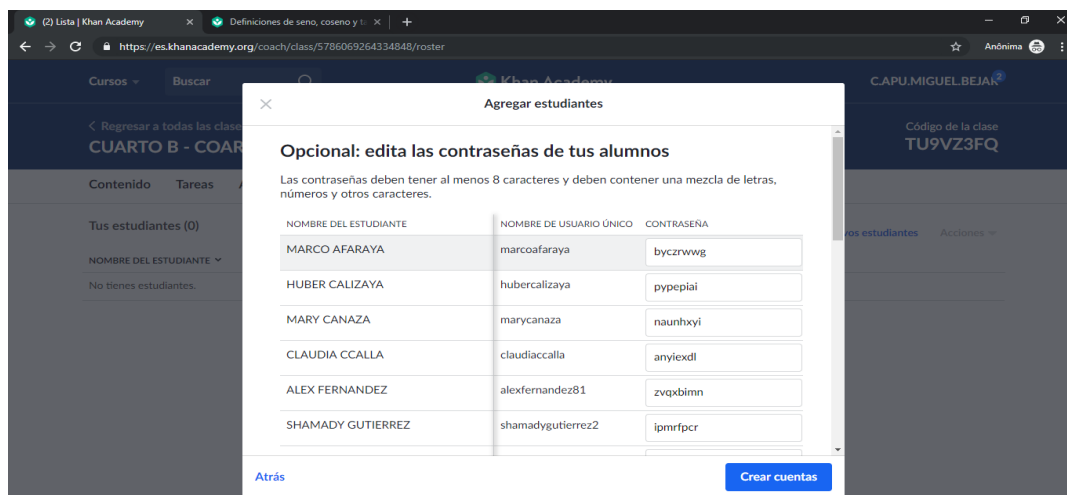 (2) Lista | Khan Academy
Definiciones de seno, coseno y ta
https://es.khanacademy.org/coach/class/5786069264334848/roster
Anônima
Cursos
Buscar
Khan Academy
C.APU.MIGUEL.BEJAR
2
Agregar estudiantes
< Regresar a todas las clase
Código de la clase
CUARTO B - COAR
TU9VZ3FQ
Opcional: edita las contraseñas de tus alumnos
Contenido Tareas
Las contraseñas deben tener al menos 8 caracteres y deben contener una mezcla de letras,
números y otros caracteres.
Tus estudiantes (0)
vos estudiantes
Acciones
NOMBRE DEL ESTUDIANTE NOMBRE DE USUARIO ÚNICO CONTRASEÑA
MARCO AFARAYA marcoafaraya byczrwwg
NOMBRE DEL ESTUDIANTE
No tienes estudiantes.
HUBER CALIZAYA hubercalizaya pypepiai
MARY CANAZA marycanaza naunhxyi
CLAUDIA CCALLA claudiaccalla anyiexdl
ALEX FERNANDEZ alexfernandez81 zvqxbimn
SHAMADY GUTIERREZ shamadygutierrez2 ipmrfpcr
Atrás
Crear cuentas